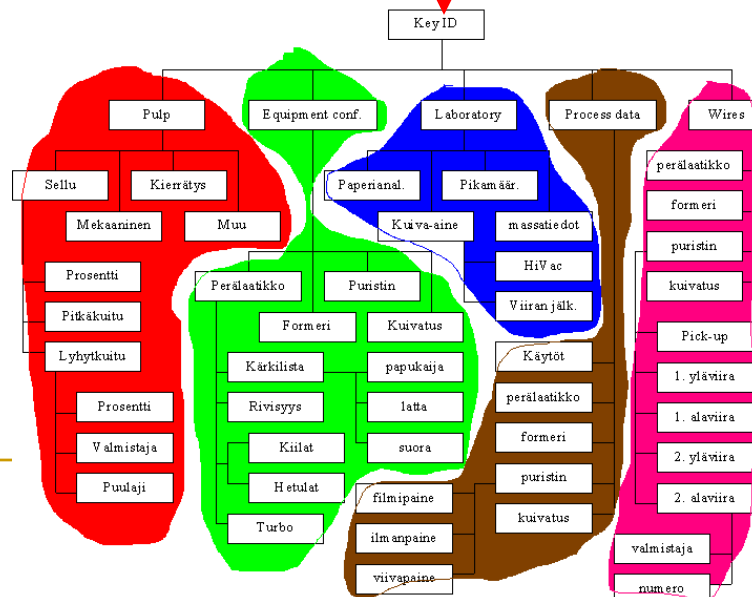 Key ID
Pulp
Equipment conf.
Laboratory
Process data
Wires
Sellu
Kierrätys
Mekaaninen
Muu
Prosentti
Pitkäkuitu
Lyhytkuitu
Prosentti
Valmistaja
Puulaji
Perälaatikko
Puristin
Formeri
Kuivatus
Kärkilista
papukaija
Rivisyys
latta
Kiilat
suora
Hetulat
Turbo
Paperianal.
Pikamäär.
Kuiva-aine
massatiedot
HiVac
Viiran jälk.
Käytöt
perälaatikko
formeri
puristin
kuivatus
filmipaine
ilmanpaine
viivapaine
perälaatikko
formeri
puristin
kuivatus
Pick-up
1. yläviira
1. alaviira
2. yläviira
2. alaviira
valmistaja
numero